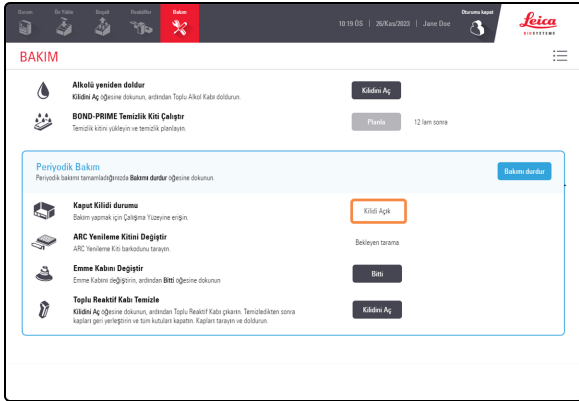 Durum Ön Yükle Boşalt Reaktifler Bakım 10:19 ÖS | 26/Kas/2023 | Jane Doe Oturumu kapat Leica
BIOSYSTEMS
BAKIM
Alkolü yeniden doldur
Kilidini Aç öğesine dokunun, ardından Toplu Alkol Kabı doldurun.
Kilidini Aç
BOND-PRIME Temizlik Kiti Çalıştır
Temizlik kitini yükleyin ve temizlik planlayın.
Planla 12 lam sonra
Periyodik Bakım
Periyodik bakımı tamamladığınızda Bakımı durdur öğesine dokunun.
Bakımı durdur
Kaput Kilidi durumu
Bakım yapmak için Çalışma Yüzeyine erişin.
Kilidi Açık
ARC Yenileme Kitini Değiştir
ARC Yenileme Kiti barkodunu tarayın.
Bekleyen tarama
Emme Kabını Değiştir
Emme Kabını değiştirin, ardından Bitti öğesine dokunun
Bitti
Toplu Reaktif Kabı Temizle
Kilidini Aç öğesine dokunun, ardından Toplu Reaktif Kabı çıkarın. Temizledikten sonra
kapları geri yerleştirin ve tüm kutuları kapatın. Kapları tarayın ve doldurun.
Kilidini Aç